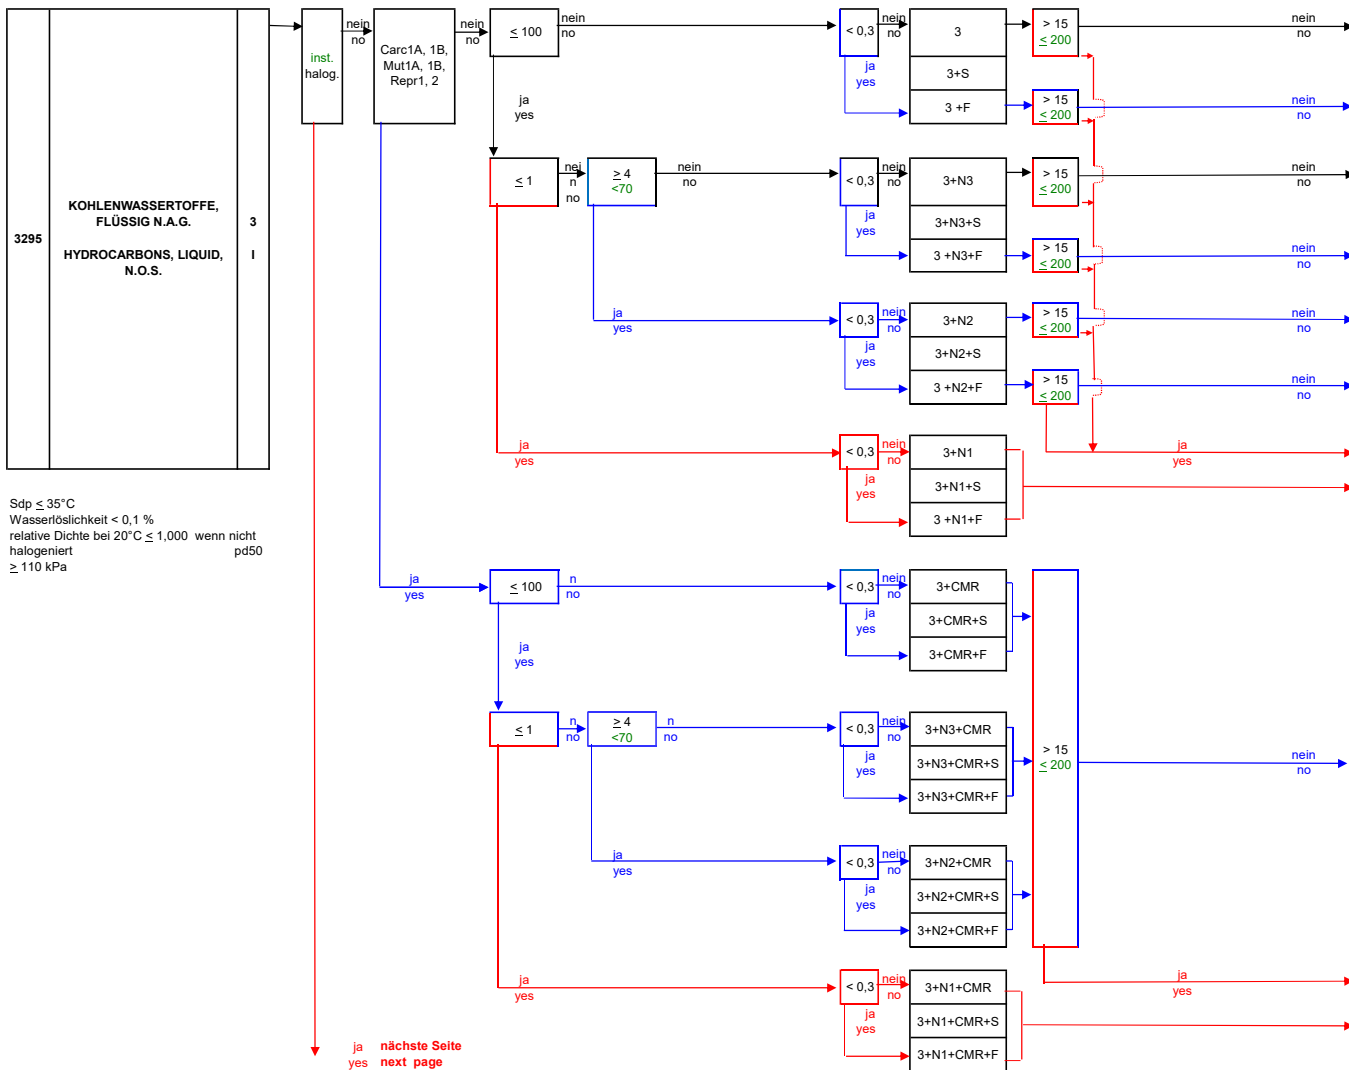 3295
KOHLENWASSERTOFFE,
FLÜSSIG N.A.G.
HYDROCARBONS, LIQUID,
N.O.S.
3
I
Sdp ≤ 35°C
Wasserlöslichkeit < 0,1 %
relative Dichte bei 20°C ≤ 1,000 wenn nicht
halogeniert pd50
≥ 110 kPa
inst.
halog.
nein
no
Carc1A, 1B,
Mut1A, 1B,
Repr1, 2
nein
no
≤ 100
nein
no
ja
yes
< 0,3
nein
no
ja
yes
3
3+S
3 +F
> 15
≤ 200
nein
no
> 15
≤ 200
nein
no
≤ 1
nei
n
no
≥ 4
<70
nein
no
< 0,3
nein
no
ja
yes
3+N3
3+N3+S
3 +N3+F
> 15
≤ 200
nein
no
> 15
≤ 200
nein
no
ja
yes
< 0,3
nein
no
ja
yes
3+N2
3+N2+S
3 +N2+F
> 15
≤ 200
nein
no
> 15
≤ 200
nein
no
ja
yes
< 0,3
nein
no
ja
yes
3+N1
3+N1+S
3 +N1+F
ja
yes
ja
yes
≤ 100
n
no
ja
yes
< 0,3
nein
no
ja
yes
3+CMR
3+CMR+S
3+CMR+F
≤ 1
n
no
≥ 4
<70
n
no
< 0,3
nein
no
ja
yes
3+N3+CMR
3+N3+CMR+S
3+N3+CMR+F
> 15
≤ 200
nein
no
ja
yes
< 0,3
nein
no
ja
yes
3+N2+CMR
3+N2+CMR+S
3+N2+CMR+F
ja
yes
ja
yes
< 0,3
nein
no
ja
yes
3+N1+CMR
3+N1+CMR+S
3+N1+CMR+F
ja nächste Seite
yes next page